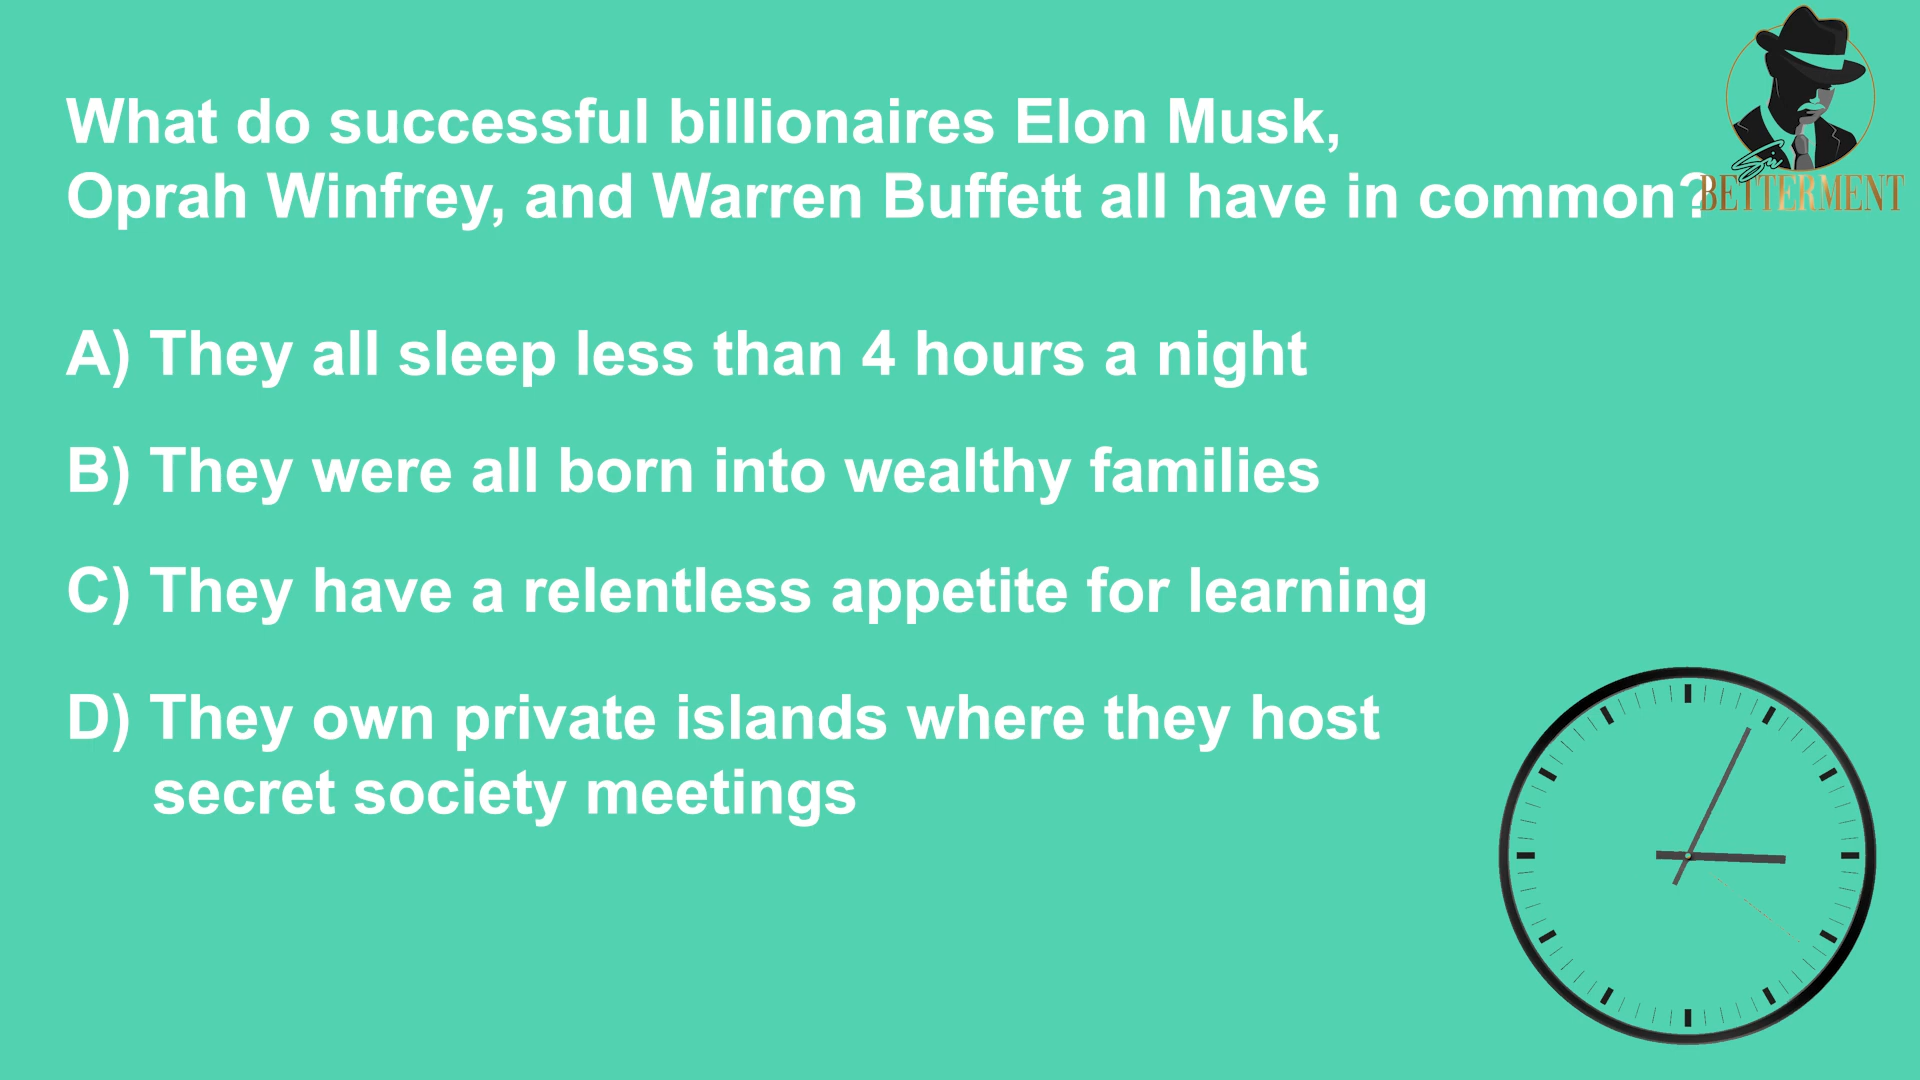 What do successful billionaires Elon Musk,
Oprah Winfrey, and Warren Buffett all have in common?
Sir
BETTERMENT
A) They all sleep less than 4 hours a night
B) They were all born into wealthy families
C) They have a relentless appetite for learning
D) They own private islands where they host
secret society meetings